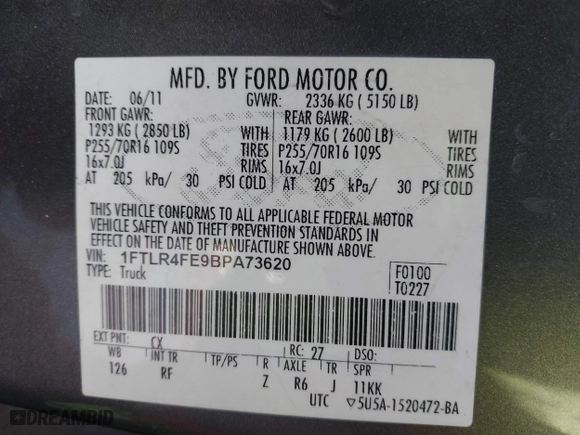 MFD. BY FORD MOTOR CO.
DATE: 06/11 GVWR: 2336 KG ( 5150 LB)
FRONT GAWR: REAR GAWR:
1293 KG ( 2850 LB) WITH 1179 KG ( 2600 LB) WITH
P255/70R16 109S TIRES P255/70R16 109S TIRES
16x7.0J RIMS 16x7.0J RIMS
AT 205 kPa/ 30 PSI COLD AT 205 kPa/ 30 PSI COLD
THIS VEHICLE CONFORMS TO ALL APPLICABLE FEDERAL MOTOR
VEHICLE SAFETY AND THEFT PREVENTION STANDARDS IN
EFFECT ON THE DATE OF MANUFACTURE SHOWN ABOVE.
VIN: 1FTLR4FE9BPA73620 F0100
TYPE: Truck T0227
EXT PNT: CX RC: 27 DSO:
WB INT TR TP/PS R AXLE TR SPR
126 RF Z R6 J 11KK
UTC ▽5U5A-1520472-BA
DREAMBID